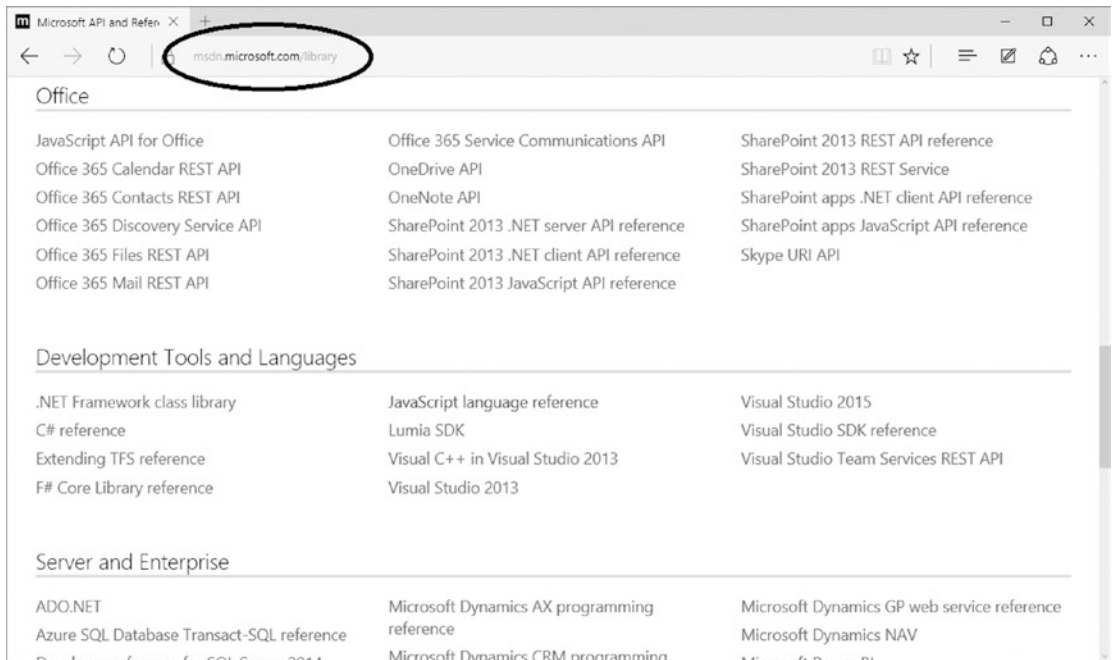 Microsoft API and Refer
msdn.microsoft.com/library
Office
JavaScript API for Office
Office 365 Calendar REST API
Office 365 Contacts REST API
Office 365 Discovery Service API
Office 365 Files REST API
Office 365 Mail REST API
Office 365 Service Communications API
OneDrive API
OneNote API
SharePoint 2013 .NET server API reference
SharePoint 2013 .NET client API reference
SharePoint 2013 JavaScript API reference
SharePoint 2013 REST API reference
SharePoint 2013 REST Service
SharePoint apps .NET client API reference
SharePoint apps JavaScript API reference
Skype URI API
Development Tools and Languages
.NET Framework class library
C# reference
Extending TFS reference
F# Core Library reference
JavaScript language reference
Lumia SDK
Visual C++ in Visual Studio 2013
Visual Studio 2013
Visual Studio 2015
Visual Studio SDK reference
Visual Studio Team Services REST API
Server and Enterprise
ADO.NET
Azure SQL Database Transact-SQL reference
Microsoft Dynamics AX programming
reference
Microsoft Dynamics CRM programming
Microsoft Dynamics GP web service reference
Microsoft Dynamics NAV